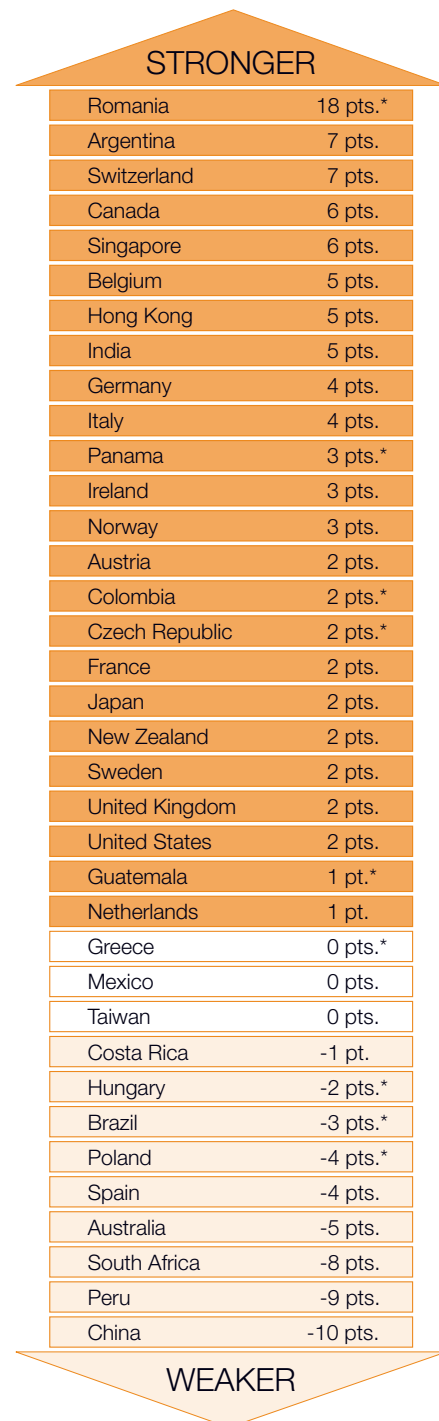 STRONGER
Romania 18 pts.*
Argentina 7 pts.
Switzerland 7 pts.
Canada 6 pts.
Singapore 6 pts.
Belgium 5 pts.
Hong Kong 5 pts.
India 5 pts.
Germany 4 pts.
Italy 4 pts.
Panama 3 pts.*
Ireland 3 pts.
Norway 3 pts.
Austria 2 pts.
Colombia 2 pts.*
Czech Republic 2 pts.*
France 2 pts.
Japan 2 pts.
New Zealand 2 pts.
Sweden 2 pts.
United Kingdom 2 pts.
United States 2 pts.
Guatemala 1 pt.*
Netherlands 1 pt.
Greece 0 pts.*
Mexico 0 pts.
Taiwan 0 pts.
Costa Rica -1 pt.
Hungary -2 pts.*
Brazil -3 pts.*
Poland -4 pts.*
Spain -4 pts.
Australia -5 pts.
South Africa -8 pts.
Peru -9 pts.
China -10 pts.
WEAKER